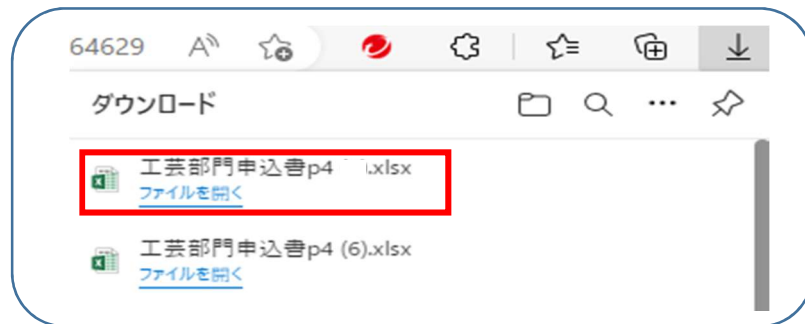 64629
ダウンロード
工芸部門申込書p4 .xlsx
ファイルを開く
工芸部門申込書p4 (6).xlsx
ファイルを開く